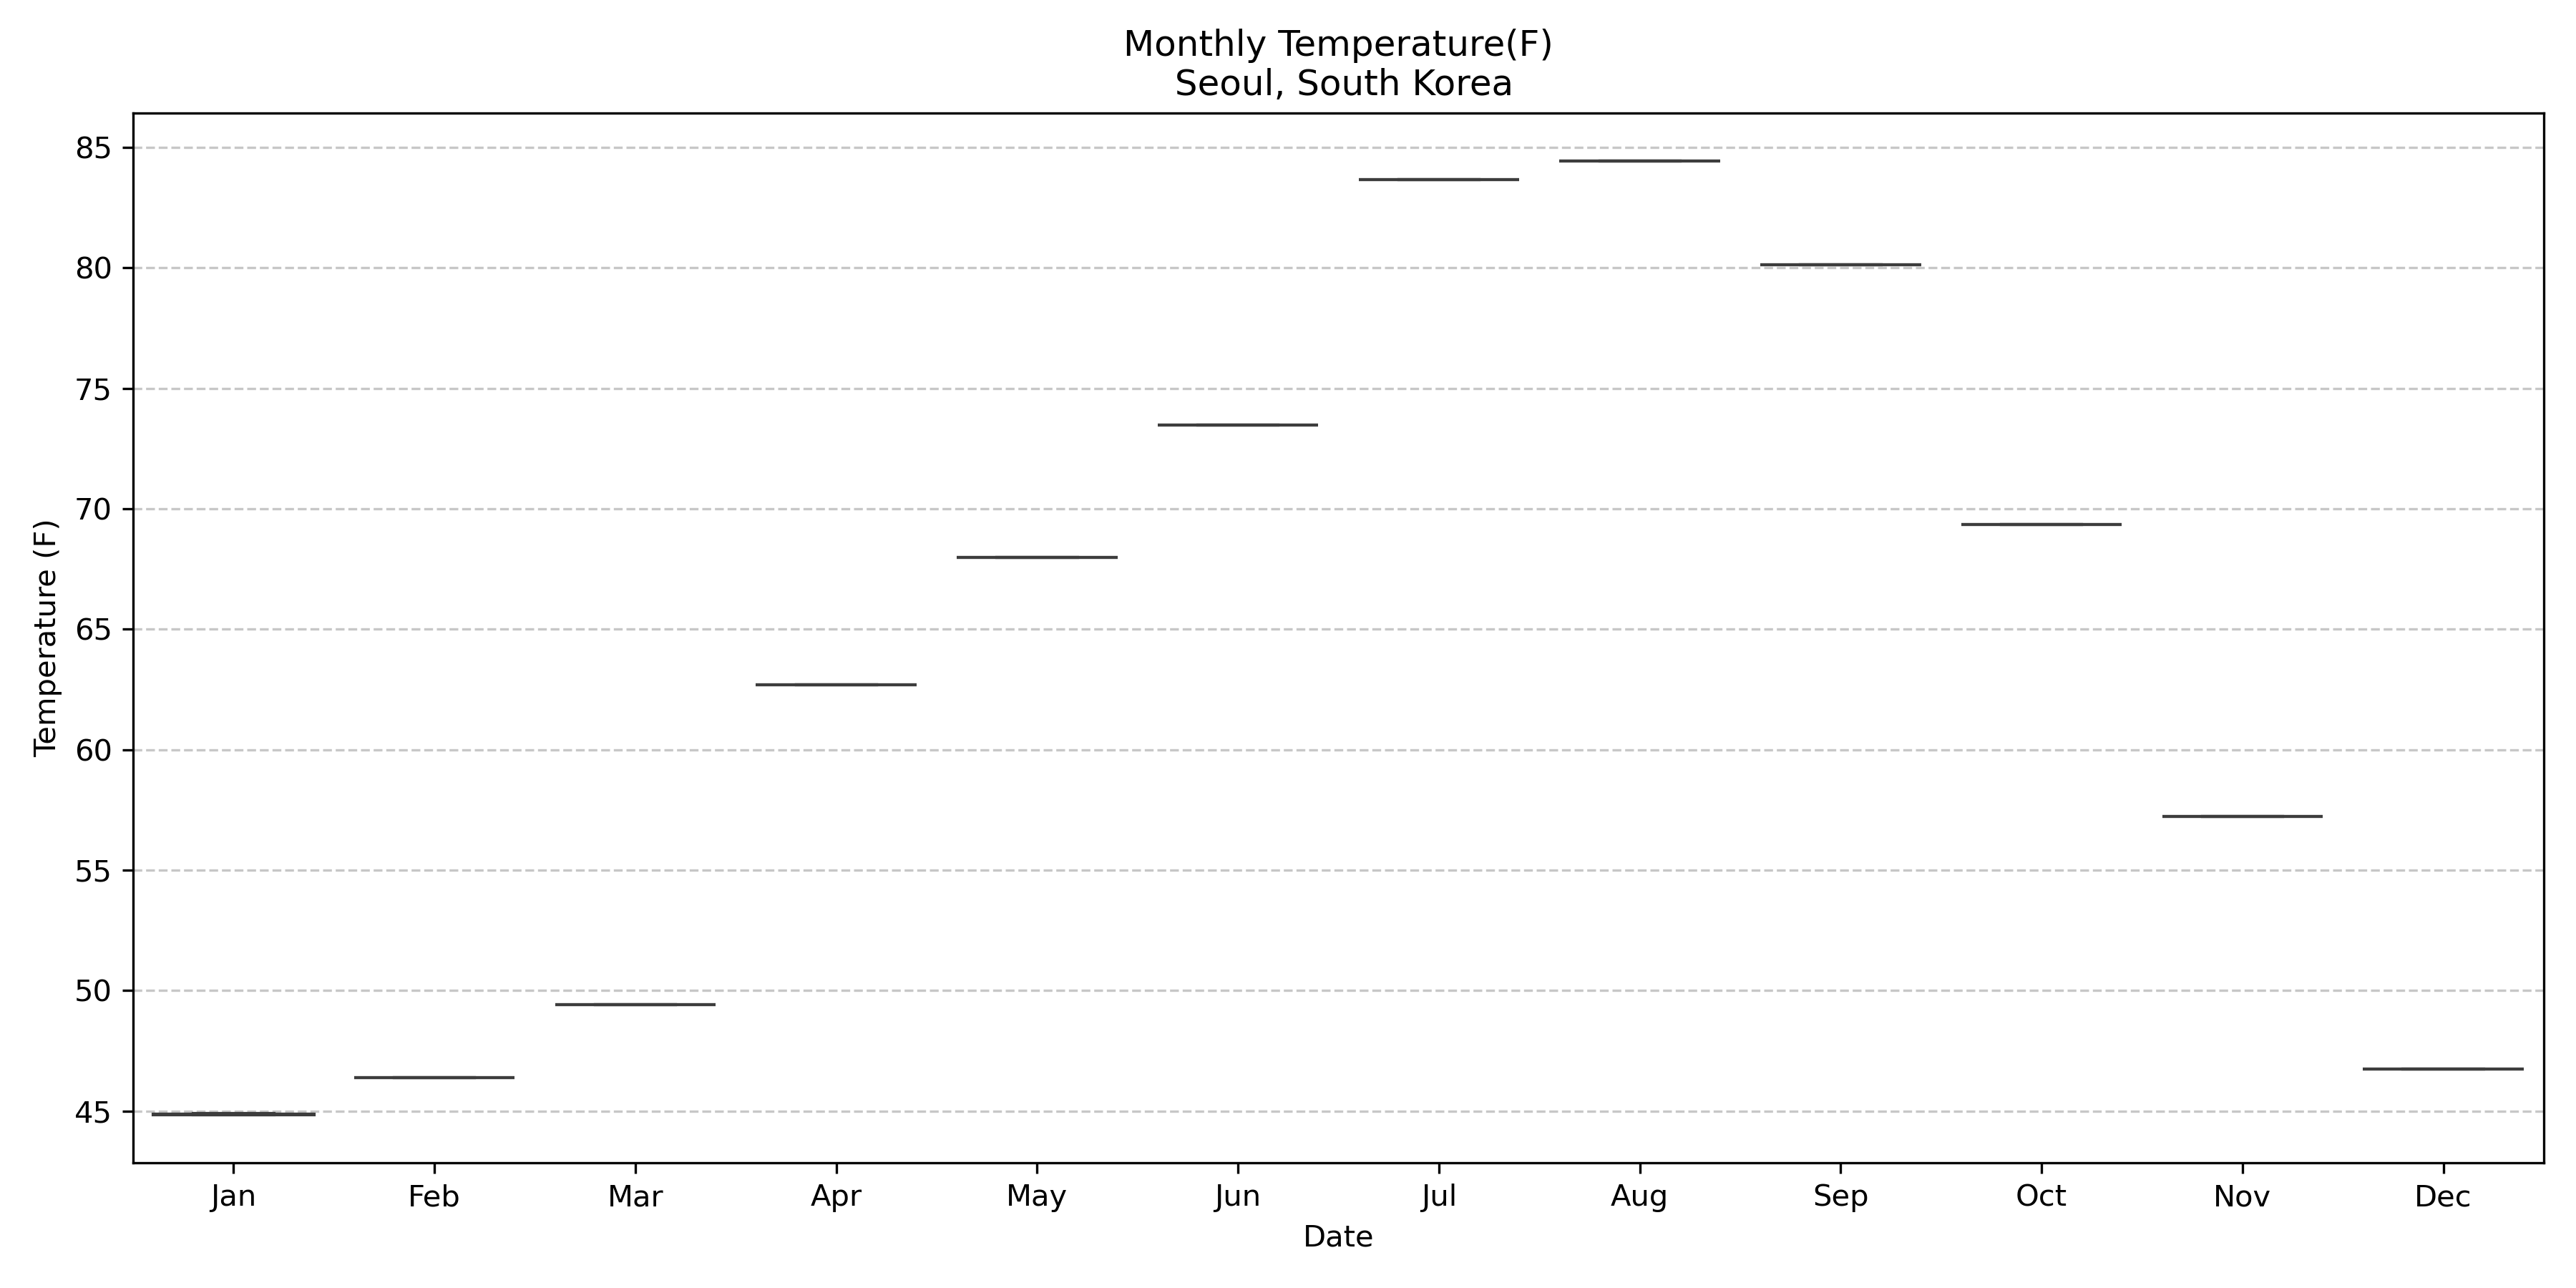 Monthly Temperature(F)
Seoul, South Korea
Temperature (F)
85
80
75
70
65
60
55
50
45
Jan Feb Mar Apr May Jun Jul Aug Sep Oct Nov Dec
Date